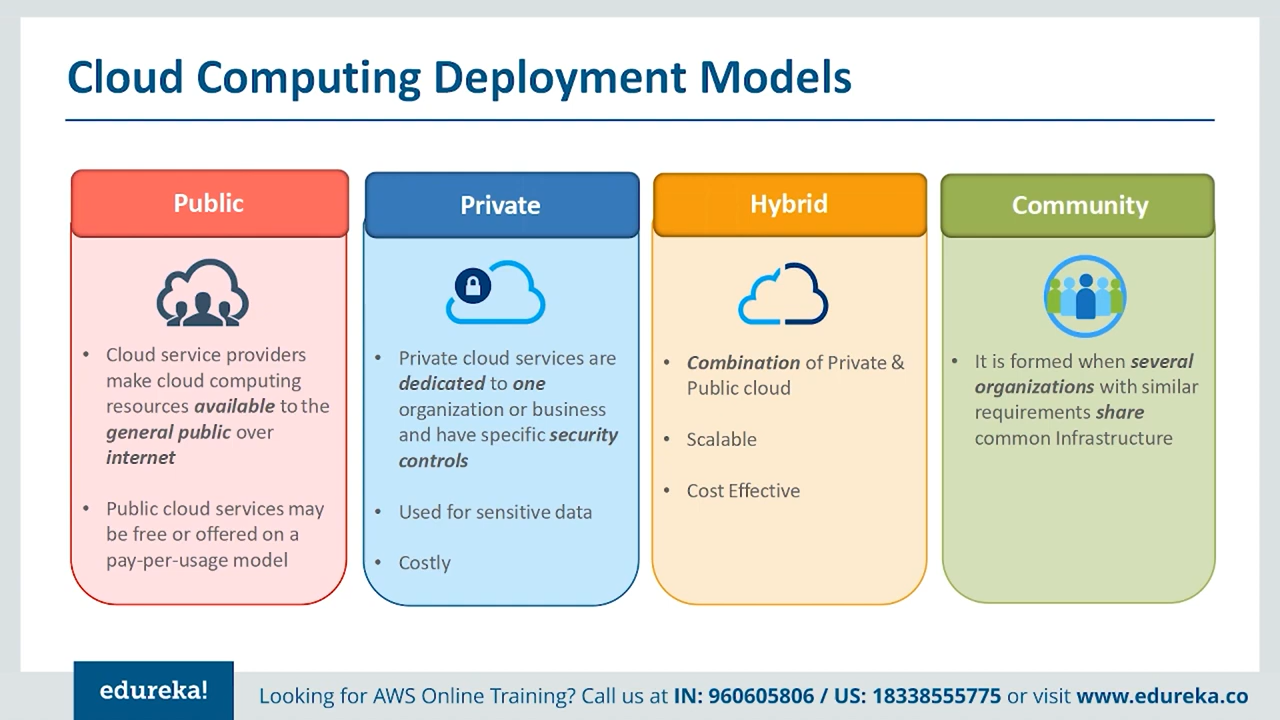 Cloud Computing Deployment Models
Public
• Cloud service providers
make cloud computing
resources available to the
general public over
internet
• Public cloud services may
be free or offered on a
pay-per-usage model
Private
• Private cloud services are
dedicated to one
organization or business
and have specific security
controls
• Used for sensitive data
• Costly
Hybrid
• Combination of Private &
Public cloud
• Scalable
• Cost Effective
Community
• It is formed when several
organizations with similar
requirements share
common Infrastructure
edureka!
Looking for AWS Online Training? Call us at IN: 960605806 / US: 18338555775 or visit www.edureka.co